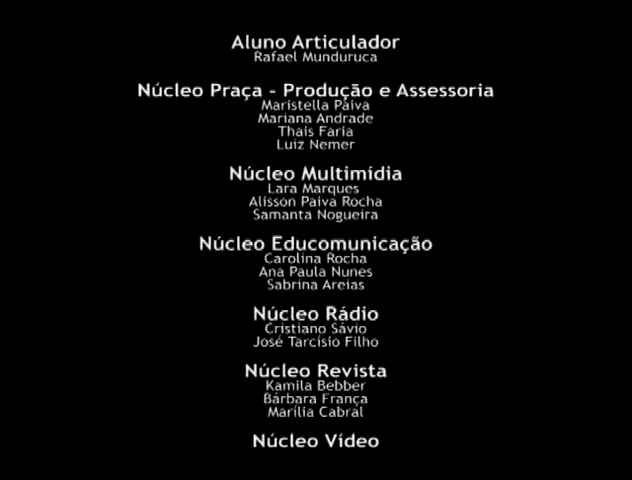 Aluno Articulador
Rafael Munduruca
Núcleo Praça - Produção e Assessoria
Maristella Paiva
Mariana Andrade
Thais Faria
Luiz Nemer
Núcleo Multimídia
Lara Marques
Alisson Paiva Rocha
Samanta Nogueira
Núcleo Educomunicação
Carolina Rocha
Ana Paula Nunes
Sabrina Areias
Núcleo Rádio
Cristiano Sávio
José Tarcísio Filho
Núcleo Revista
Kamila Bebber
Bárbara França
Marília Cabral
Núcleo Vídeo